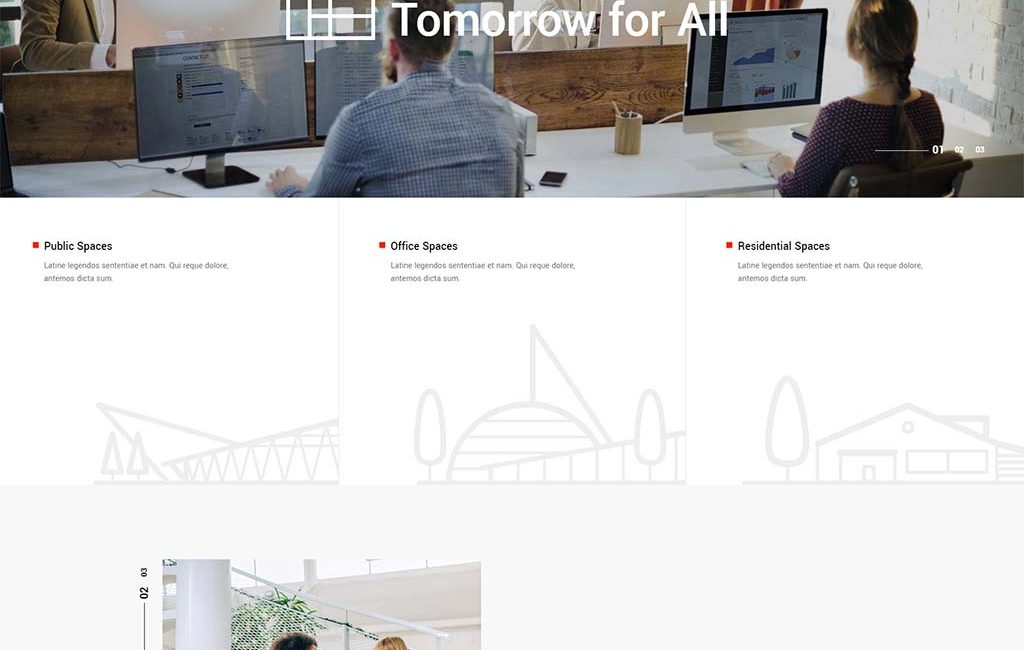 Tomorrow for All
CONTACT US
01 02 03
Public Spaces
Latine legendos sententiae et nam. Qui reque dolore,
antemos dicta sum.
Office Spaces
Latine legendos sententiae et nam. Qui reque dolore,
antemos dicta sum.
Residential Spaces
Latine legendos sententiae et nam. Qui reque dolore,
antemos dicta sum.
02 03